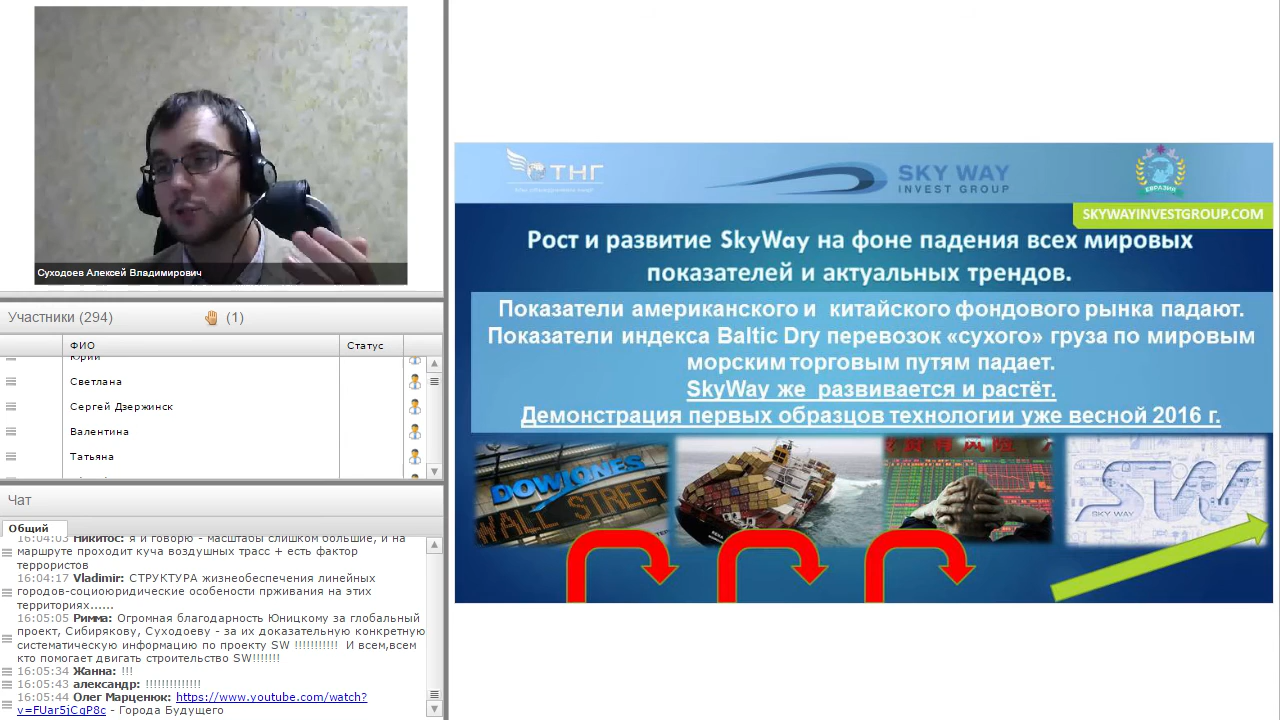 Суходоев Алексей Владимирович
Участники (294)
(1)
ФИО
Статус
Юрий
Светлана
Сергей Дзержинск
Валентина
Татьяна
Чат
Общий
16:04:03 Никитос: я и говорю - масштабы слишком большие, и на
маршруте проходит куча воздушных трасс + есть фактор
террористов
16:04:17 Vladimir: СТРУКТУРА жизнеобеспечения линейных
городов-социоюридические особености прживания на этих
территориях......
16:05:05 Римма: Огромная благодарность Юницкому за глобальный
проект, Сибирякову, Суходоеву - за их доказательную конкретную
систематическую информацию по проекту SW !!!!!!!!!!! И всем,всем
кто помогает двигать строительство SW!!!!!!!
16:05:34 Жанна: !!!
16:05:43 александр: !!!!!!!!!!!!!!
16:05:44 Олег Марценюк: https://www.youtube.com/watch?
v=FUar5jCqP8c - Города Будущего
ТНГ
SKY WAY
INVEST GROUP
ЕВРАЗИЯ
SKYWAYINVESTGROUP.COM
Рост и развитие SkyWay на фоне падения всех мировых
показателей и актуальных трендов.
Показатели американского и китайского фондового рынка падают.
Показатели индекса Baltic Dry перевозок «сухого» груза по мировым
морским торговым путям падает.
SkyWay же развивается и растёт.
Демонстрация первых образцов технологии уже весной 2016 г.
DOW JONES
WALL STREET
SW
SKY WAY